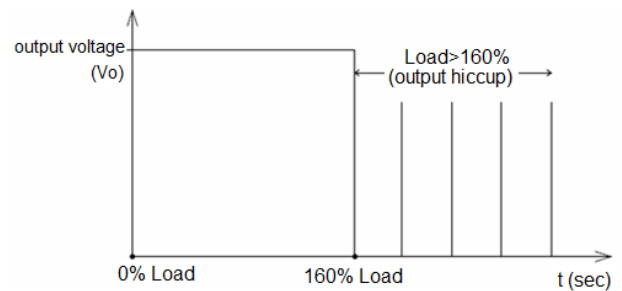 output voltage
(Vo)
Load>160%
(output hiccup)
0% Load
160% Load
t (sec)